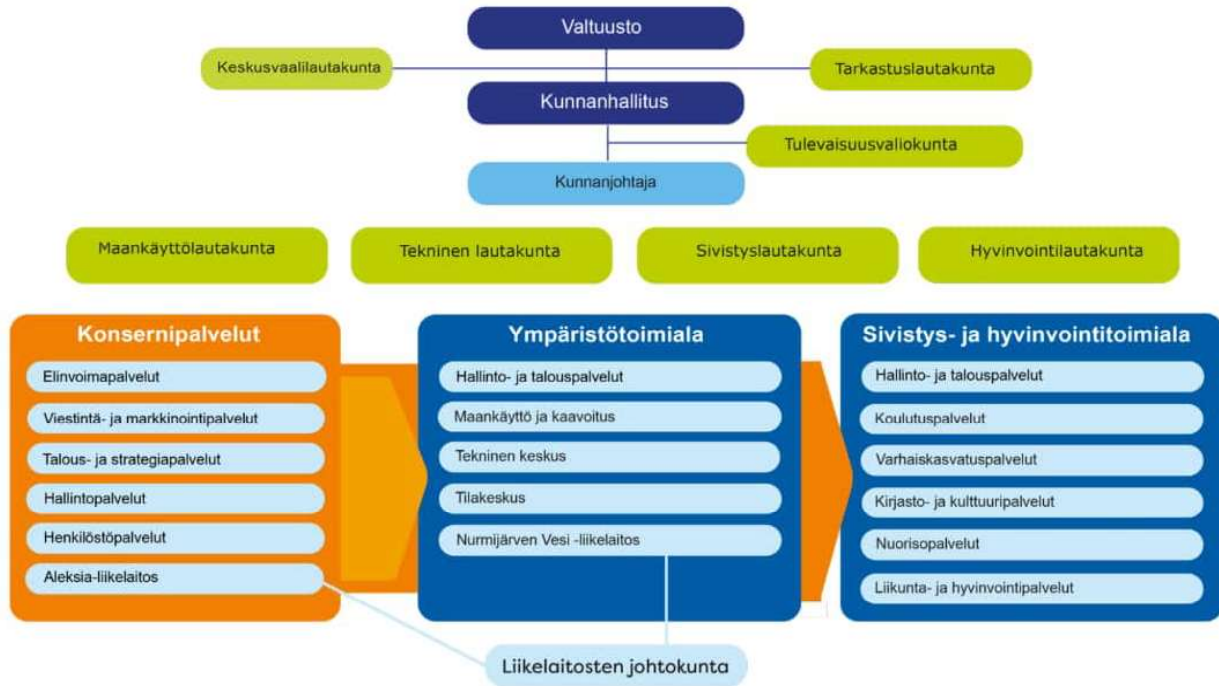 Valtuusto
Keskusvaalilautakunta
Tarkastuslautakunta
Kunnanhallitus
Tulevaisuusvaliokunta
Kunnanjohtaja
Maankäyttölautakunta
Tekninen lautakunta
Sivistyslautakunta
Hyvinvointilautakunta
Konsernipalvelut
Elinvoimapalvelut
Viestintä- ja markkinointipalvelut
Talous- ja strategiapalvelut
Hallintopalvelut
Henkilöstöpalvelut
Aleksia-liikelaitos
Ympäristötoimiala
Hallinto- ja talouspalvelut
Maankäyttö ja kaavoitus
Tekninen keskus
Tilakeskus
Nurmijärven Vesi -liikelaitos
Sivistys- ja hyvinvointitoimiala
Hallinto- ja talouspalvelut
Koulutuspalvelut
Varhaiskasvatuspalvelut
Kirjasto- ja kulttuuripalvelut
Nuorisopalvelut
Liikunta- ja hyvinvointipalvelut
Liikelaitosten johtokunta